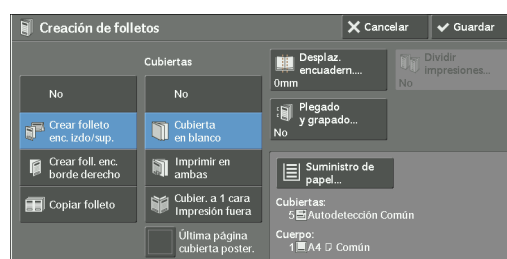 Creación de folletos
Cancelar
Guardar
No
Crear folleto
enc. izdo/sup.
Crear foll. enc.
borde derecho
Copiar folleto
Cubiertas
No
Cubierta
en blanco
Imprimir en
ambas
Cubier. a 1 cara
Impresión fuera
Última página
cubierta poster.
Desplaz.
encuadern....
0mm
Dividir
impresiones...
No
Plegado
y grapado...
No
Suministro de
papel...
Cubiertas:
5 Autodetección Común
Cuerpo:
1 A4 Común